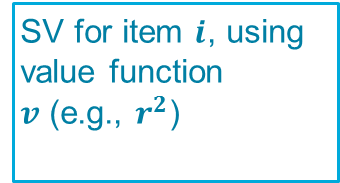 SV for item i, using
value function
v (e.g., r²)